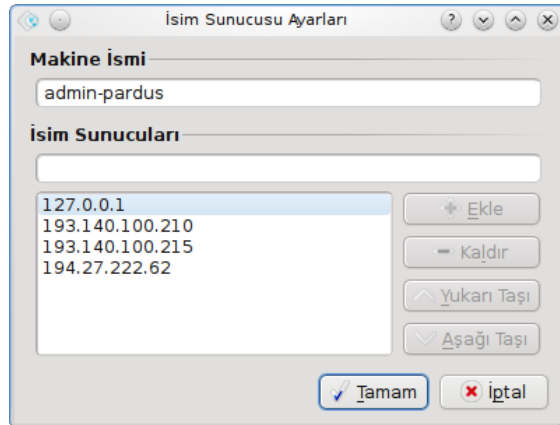 İsim Sunucusu Ayarları
Makine İsmi
admin-pardus
İsim Sunucuları
127.0.0.1
193.140.100.210
193.140.100.215
194.27.222.62
Ekle
Kaldır
Yukarı Taşı
Aşağı Taşı
Tamam
İptal